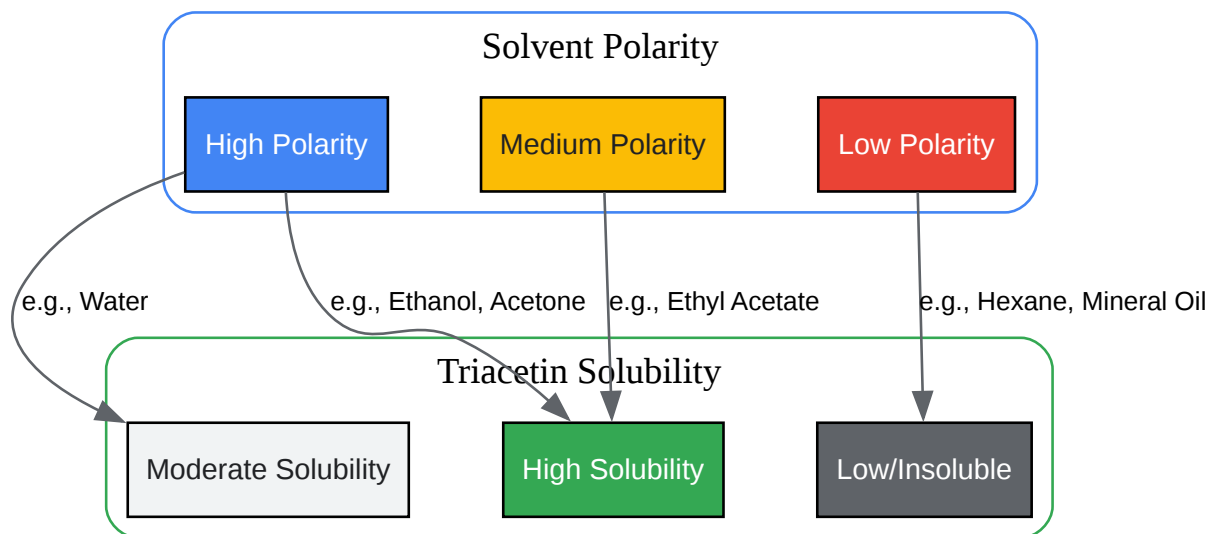 Solvent Polarity
High Polarity
Medium Polarity
Low Polarity
e.g., Water
e.g., Ethanol, Acetone
e.g., Ethyl Acetate
e.g., Hexane, Mineral Oil
Triacetin Solubility
Moderate Solubility
High Solubility
Low/Insoluble